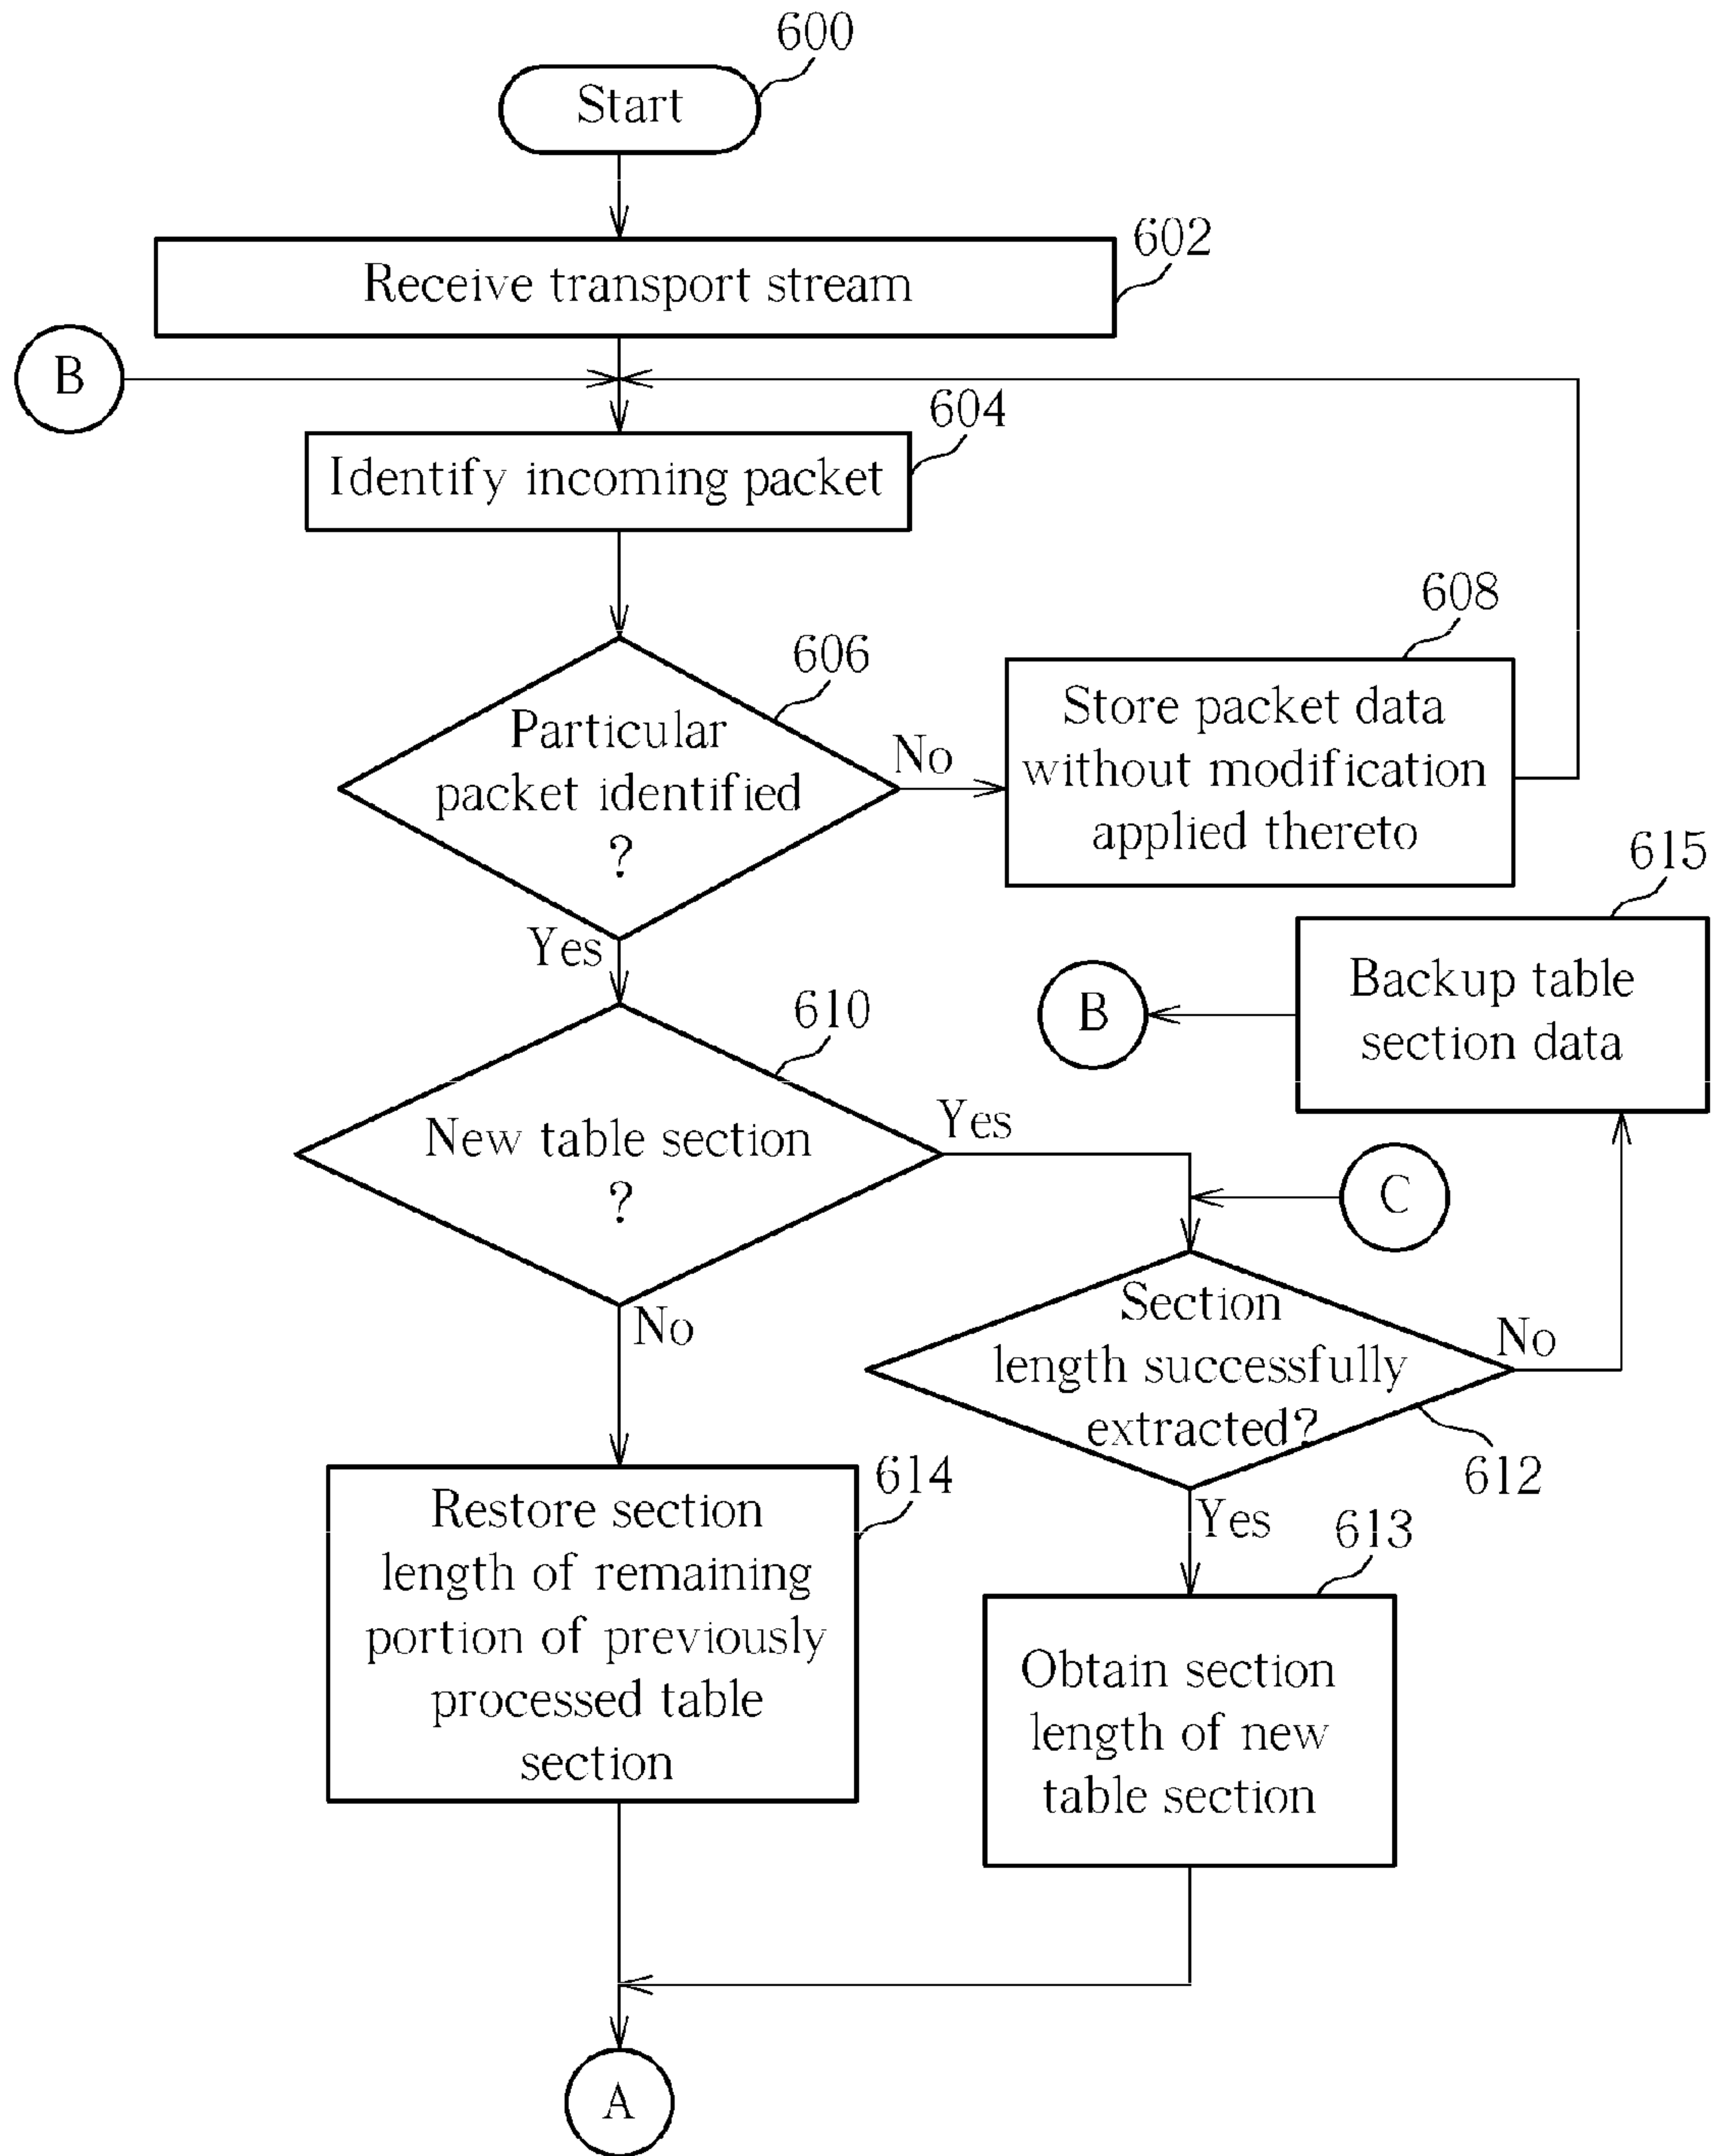 600
Start
602
Receive transport stream
B
604
Identify incoming packet
608
606
Particular
packet identified
?
No
Store packet data
without modification
applied thereto
Yes
615
Backup table
section data
B
610
New table section
?
Yes
C
No
Section
length successfully
extracted?
No
612
614
Restore section
length of remaining
portion of previously
processed table
section
Yes
613
Obtain section
length of new
table section
A